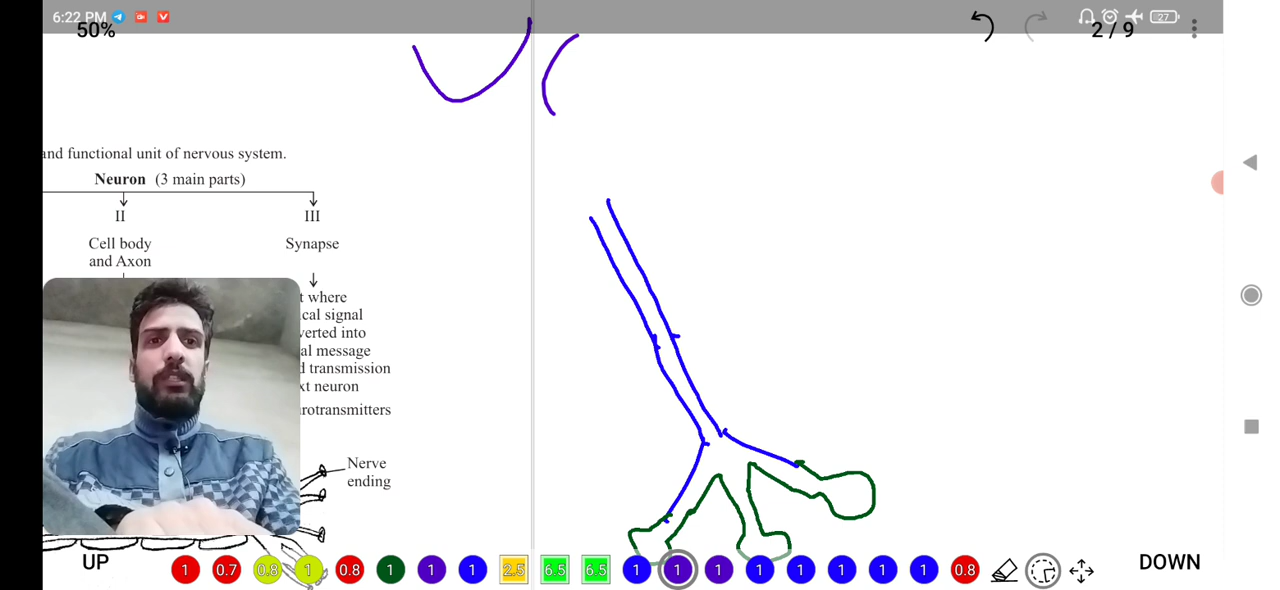 6:22 PM
27
50%
2 / 9
and functional unit of nervous system.
Neuron (3 main parts)
II
III
Cell body
and Axon
Synapse
t where
ical signal
verted into
al message
d transmission
xt neuron
rotransmitters
Nerve
ending
UP
1 0.7 0.8 1 0.8 1 1 1 2.5 6.5 6.5 1 1 1 1 1 1 1 1 0.8
DOWN